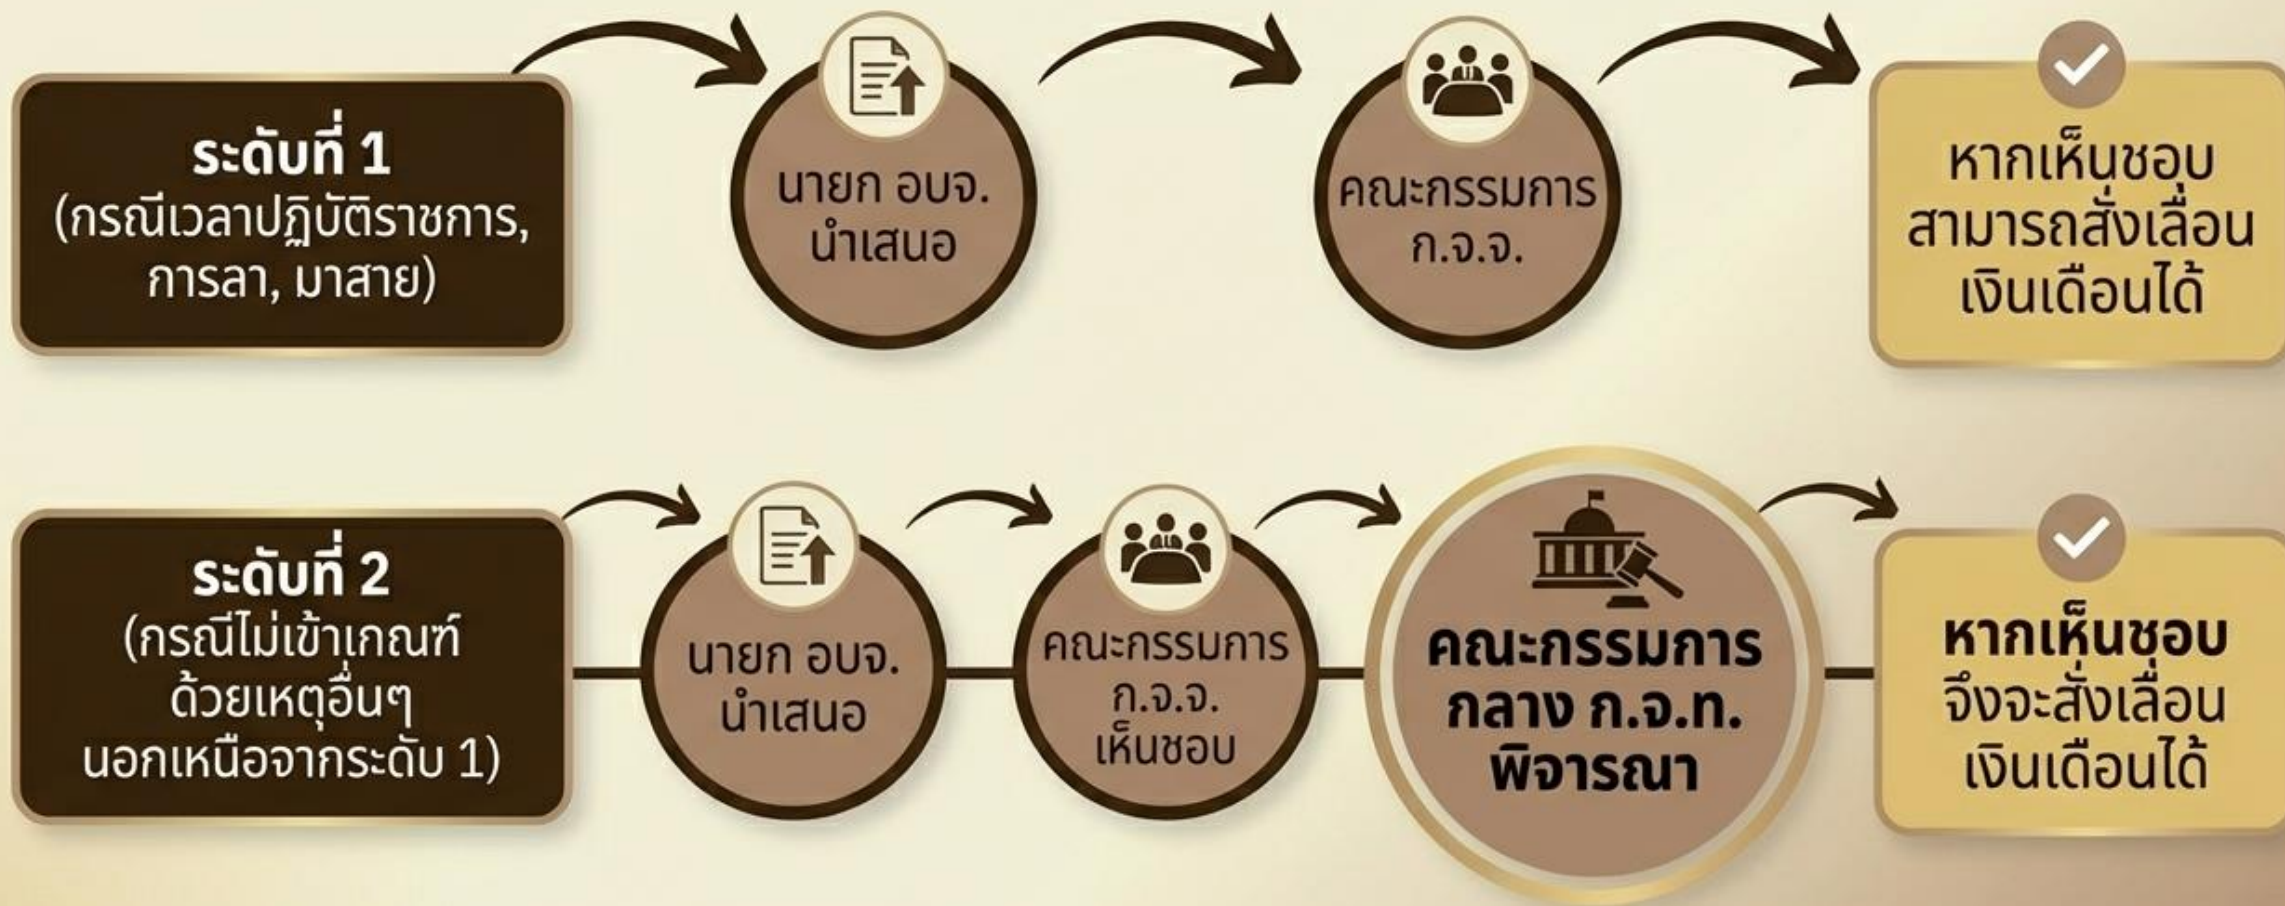 ระดับที่ 1
(กรณีเวลาปฏิบัติราชการ,
การลา, มาสาย)
นายก อบจ.
นำเสนอ
คณะกรรมการ
ก.จ.จ.
หากเห็นชอบ
สามารถสั่งเลื่อน
เงินเดือนได้
ระดับที่ 2
(กรณีไม่เข้าเกณฑ์
ด้วยเหตุอื่นๆ
นอกเหนือจากระดับ 1)
นายก อบจ.
นำเสนอ
คณะกรรมการ
ก.จ.จ.
เห็นชอบ
คณะกรรมการ
กลาง ก.จ.ท.
พิจารณา
หากเห็นชอบ
จึงจะสั่งเลื่อน
เงินเดือนได้